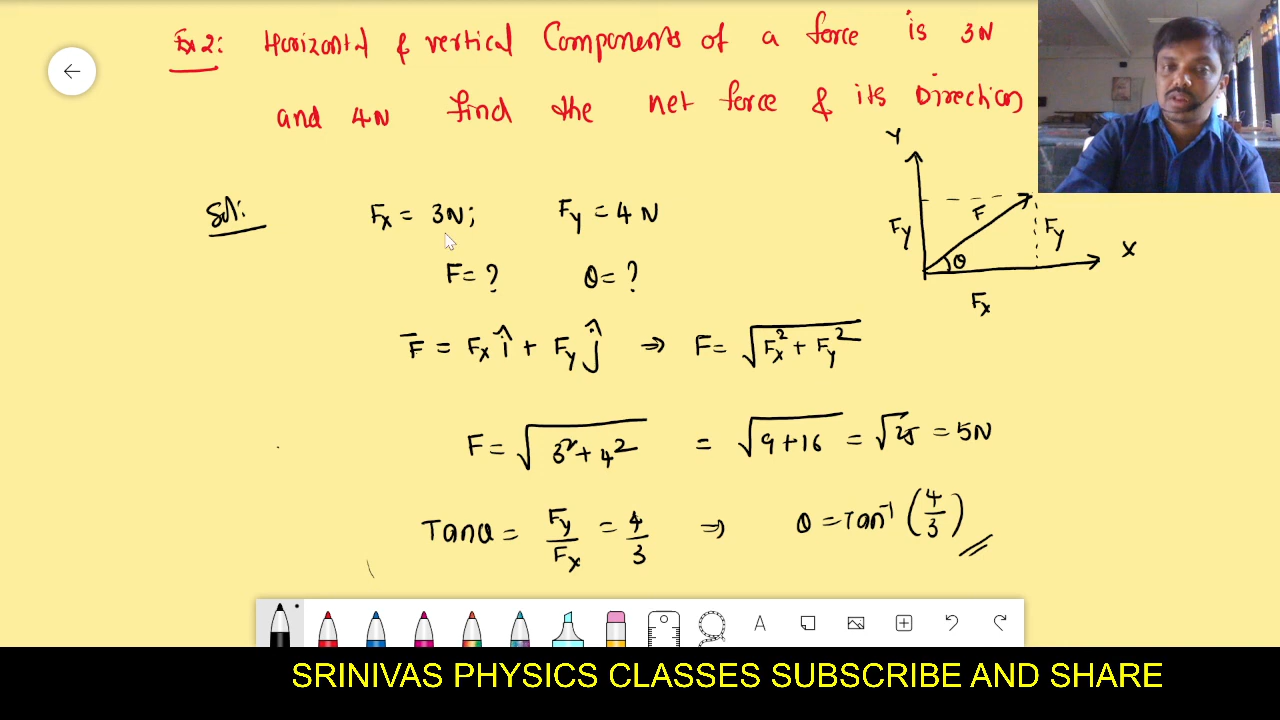 Ex 2: Horizontal & vertical Components of a force is 3N
and 4N find the net force & its Direction
Y
Sol:
Fx = 3N; Fy = 4N
Fy F Fy
θ X
F = ? θ = ?
Fx
F̅ = Fx î + Fy ĵ ⇒ F = √(Fx² + Fy²)
F = √(3² + 4²) = √(9+16) = √25 = 5N
Tanθ = Fy/Fx = 4/3 ⇒ θ = Tan⁻¹(4/3)
A
SRINIVAS PHYSICS CLASSES SUBSCRIBE AND SHARE